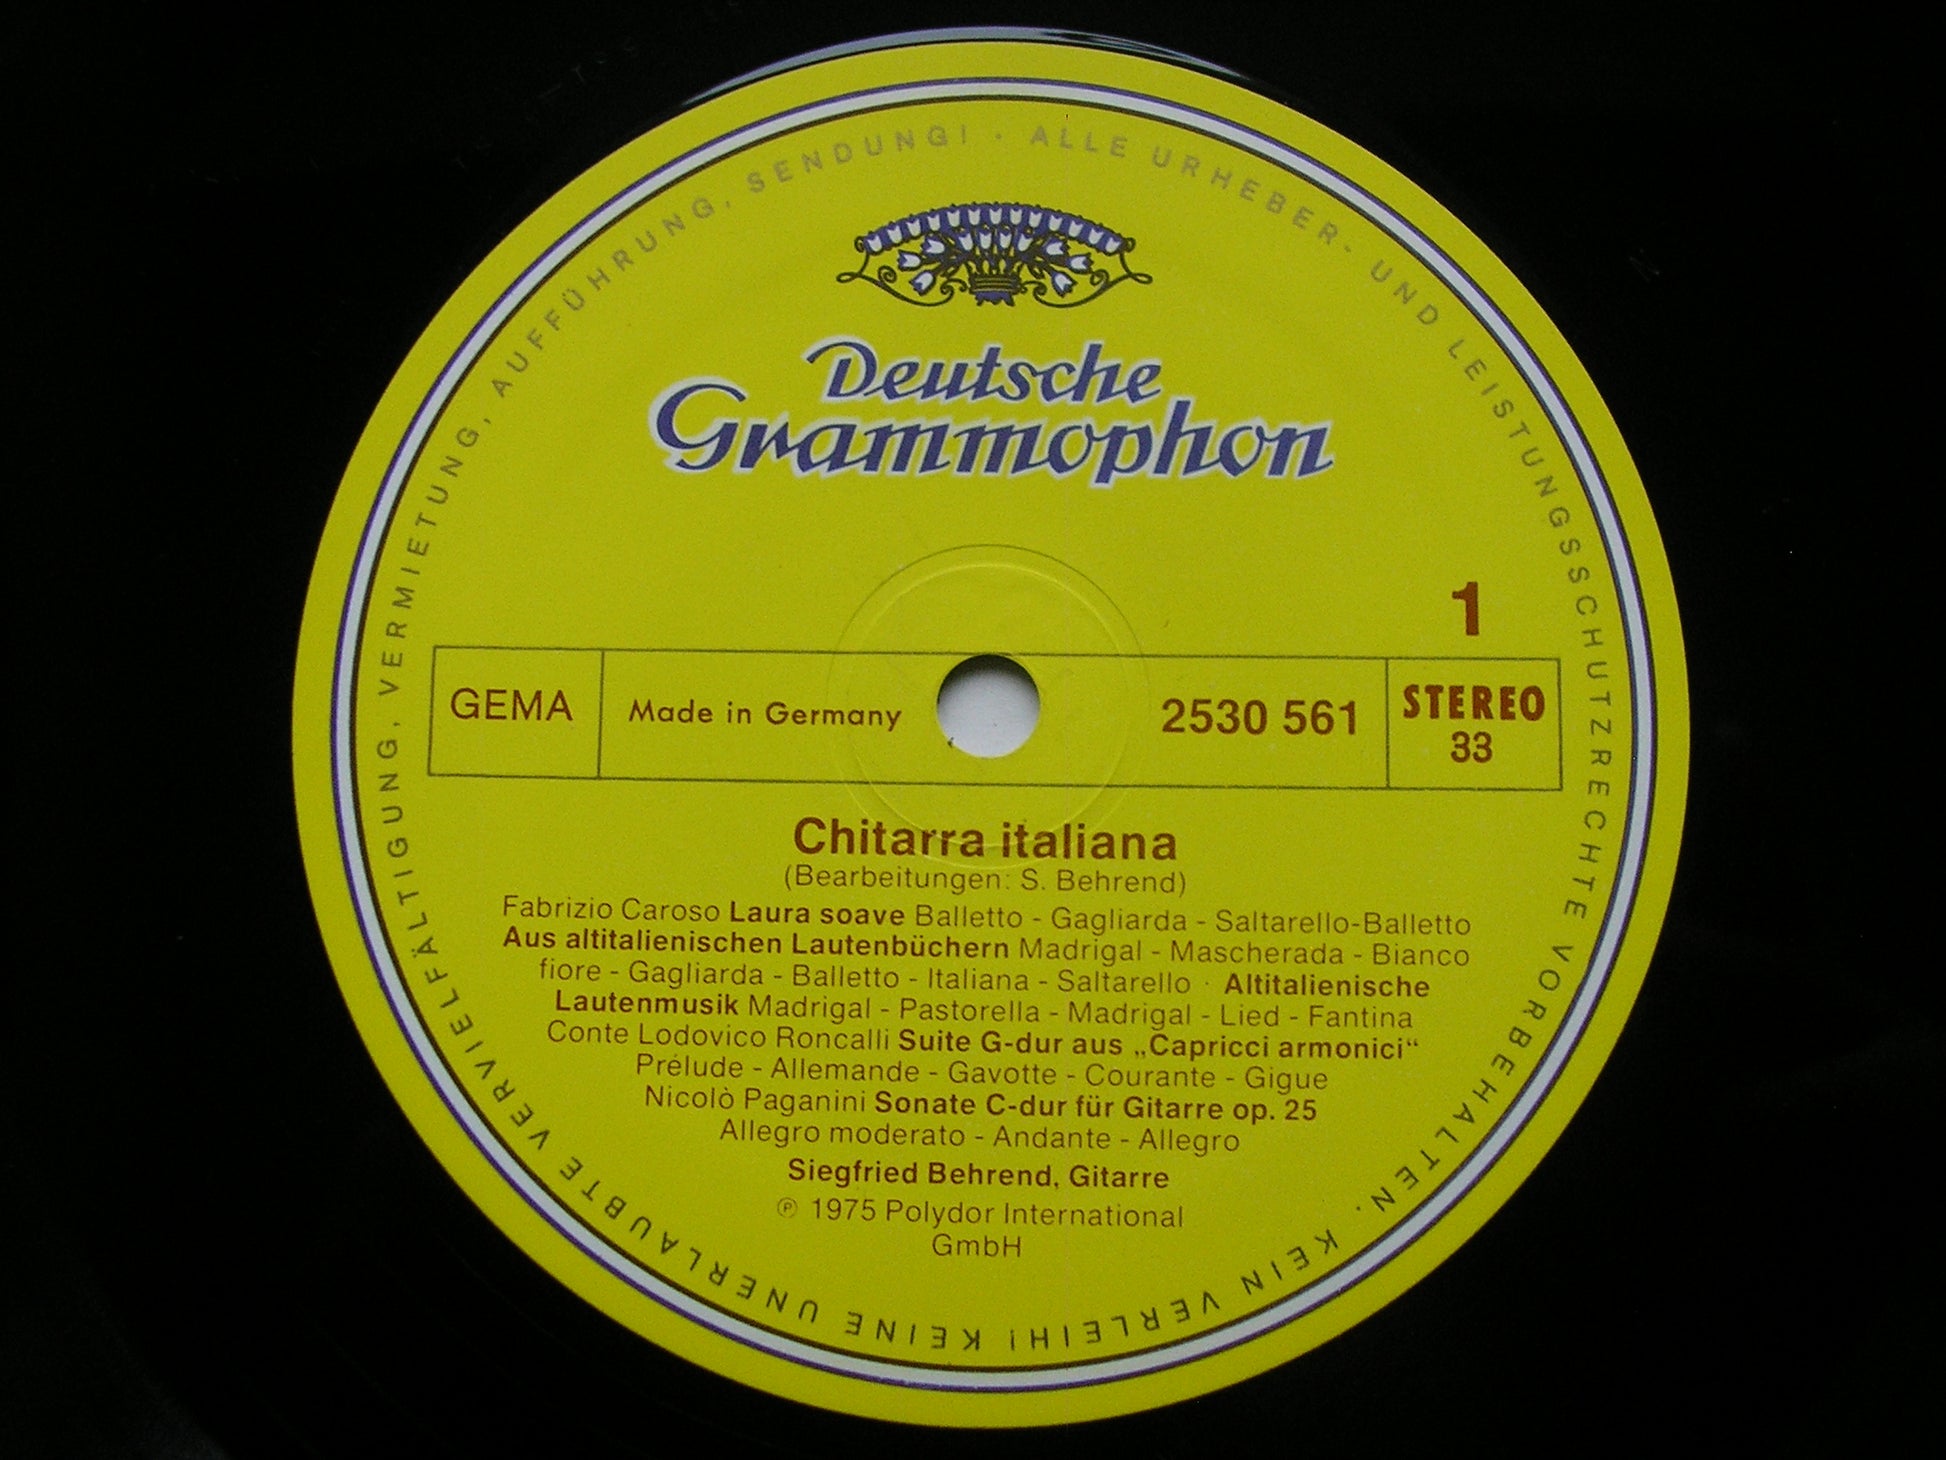 ALLE URHEBER- UND LEISTUNGSSCHUTZRECHTE VORBEHALTEN. KEIN VERLEIH! KEINE UNERLAUBTE VERVIELFÄLTIGUNG, VERMIETUNG, AUFFÜHRUNG, SENDUNG! ·
Deutsche
Grammophon
1
GEMA
Made in Germany
2530 561
STEREO
33
Chitarra italiana
(Bearbeitungen: S. Behrend)
Fabrizio Caroso Laura soave Balletto - Gagliarda - Saltarello-Balletto
Aus altitalienischen Lautenbüchern Madrigal - Mascherada - Bianco
fiore - Gagliarda - Balletto - Italiana - Saltarello · Altitalienische
Lautenmusik Madrigal - Pastorella - Madrigal - Lied - Fantina
Conte Lodovico Roncalli Suite G-dur aus „Capricci armonici“
Prélude - Allemande - Gavotte - Courante - Gigue
Nicolò Paganini Sonate C-dur für Gitarre op. 25
Allegro moderato - Andante - Allegro
Siegfried Behrend, Gitarre
℗ 1975 Polydor International
GmbH